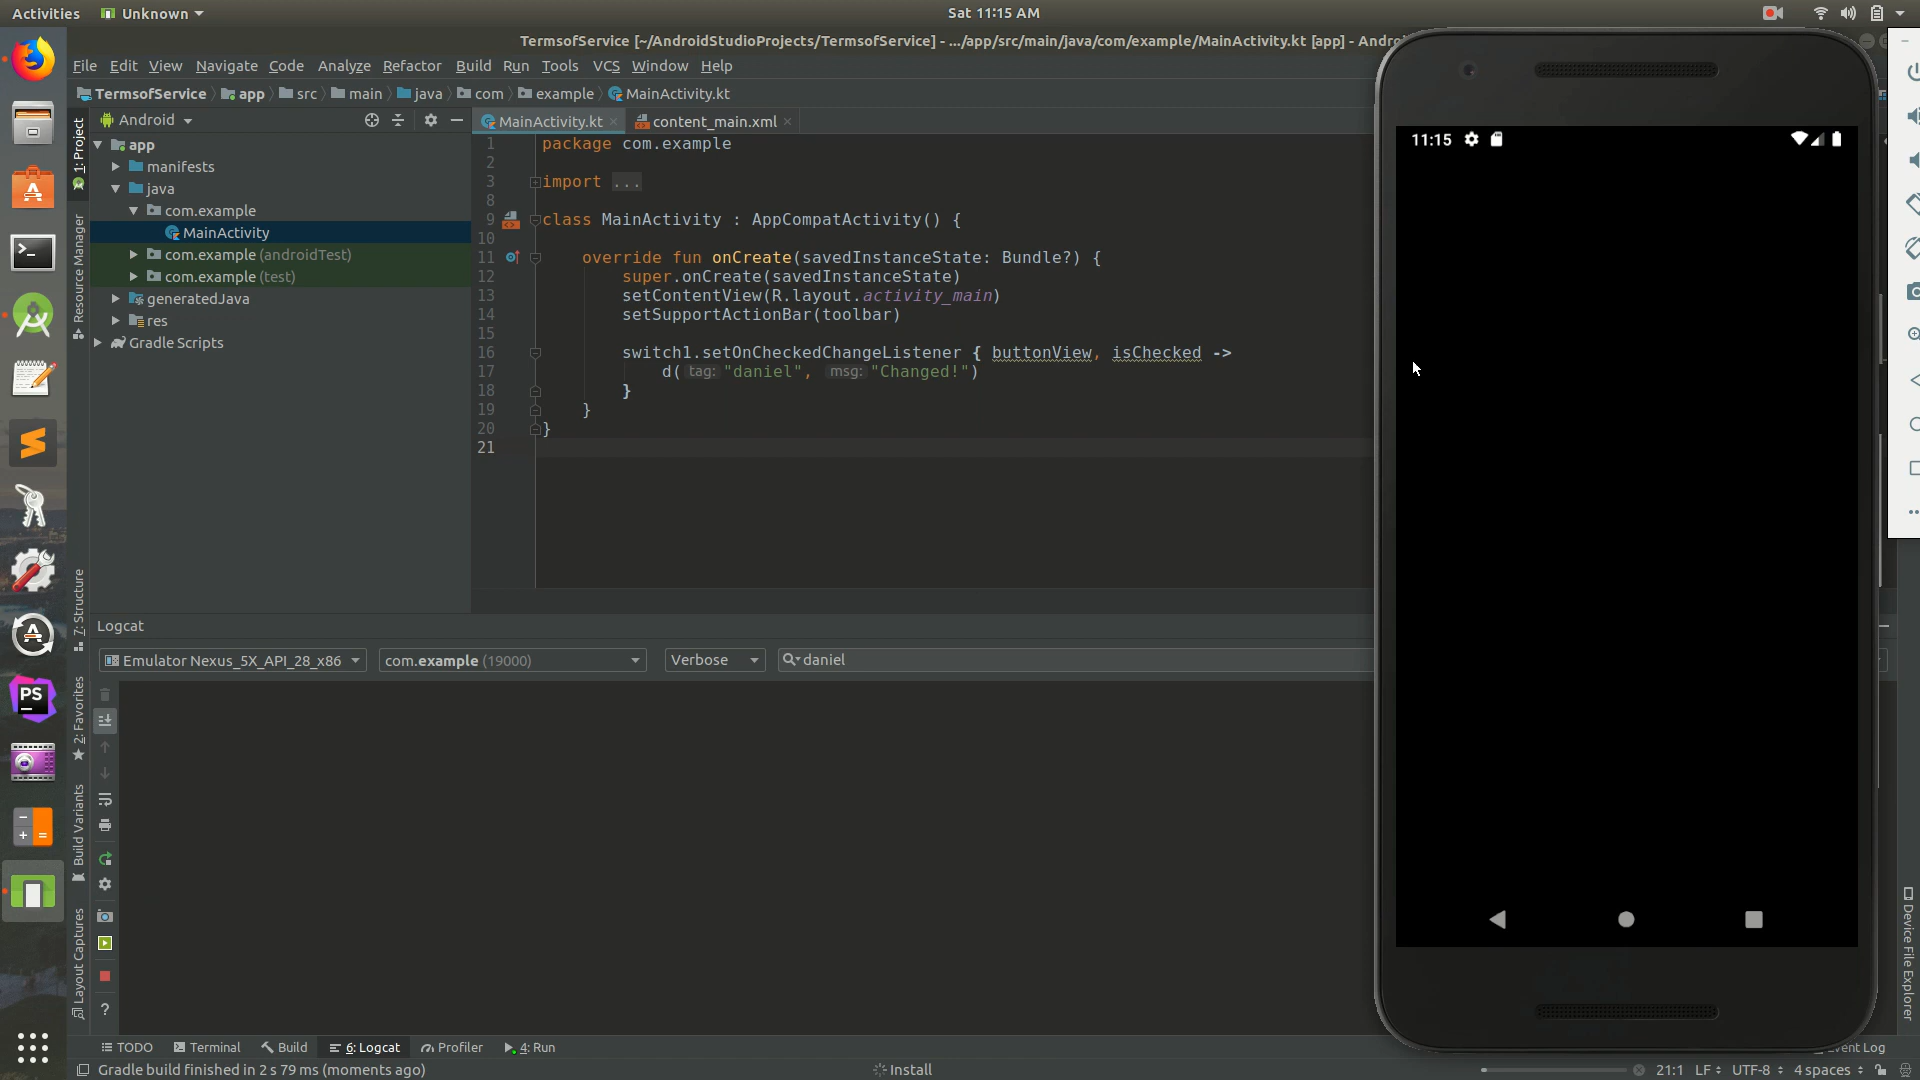 Activities Unknown Sat 11:15 AM
TermsofService [~/AndroidStudioProjects/TermsofService] - .../app/src/main/java/com/example/MainActivity.kt [app] -
File Edit View Navigate Code Analyze Refactor Build Run Tools VCS Window Help
TermsofService app src main java com example MainActivity.kt
Android
MainActivity.kt content_main.xml
app
manifests
java
com.example
MainActivity
com.example (androidTest)
com.example (test)
generatedJava
res
Gradle Scripts
1: Project
Resource Manager
7: Structure
2: Favorites
Build Variants
Layout Captures
1 package com.example
2
3 import ...
8
9 class MainActivity : AppCompatActivity() {
10
11 override fun onCreate(savedInstanceState: Bundle?) {
12 super.onCreate(savedInstanceState)
13 setContentView(R.layout.activity_main)
14 setSupportActionBar(toolbar)
15
16 switch1.setOnCheckedChangeListener { buttonView, isChecked ->
17 d( tag: "daniel", msg: "Changed!")
18 }
19 }
20 }
21
11:15
Logcat
Emulator Nexus_5X_API_28_x86 com.example (19000) Verbose daniel
PS
?
Device File Explorer
TODO Terminal Build 6: Logcat Profiler 4: Run Event Log
Gradle build finished in 2 s 79 ms (moments ago) Install 21:1 LF UTF-8 4 spaces